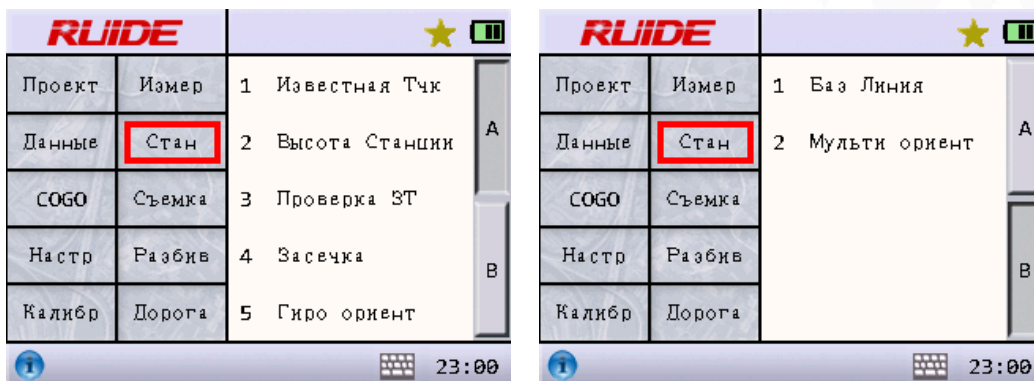 RUIDE
Проект Измер
Данные Стан
COGO Съемка
Настр Разбив
Калибр Дорога
1 Известная Тчк
2 Высота Станции
3 Проверка ЗТ
4 Засечка
5 Гиро ориент
A
B
23:00
RUIDE
Проект Измер
Данные Стан
COGO Съемка
Настр Разбив
Калибр Дорога
1 Баз Линия
2 Мульти ориент
A
B
23:00